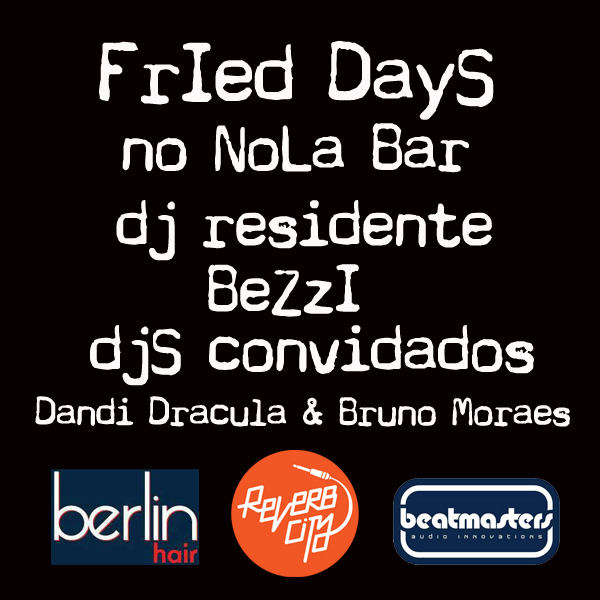 FrIed DayS
no NoLa Bar
dj residente
BeZzI
djS convidados
Dandi Dracula & Bruno Moraes
berlin
hair
ReVERB
CITY
beatmasters
audio innovations